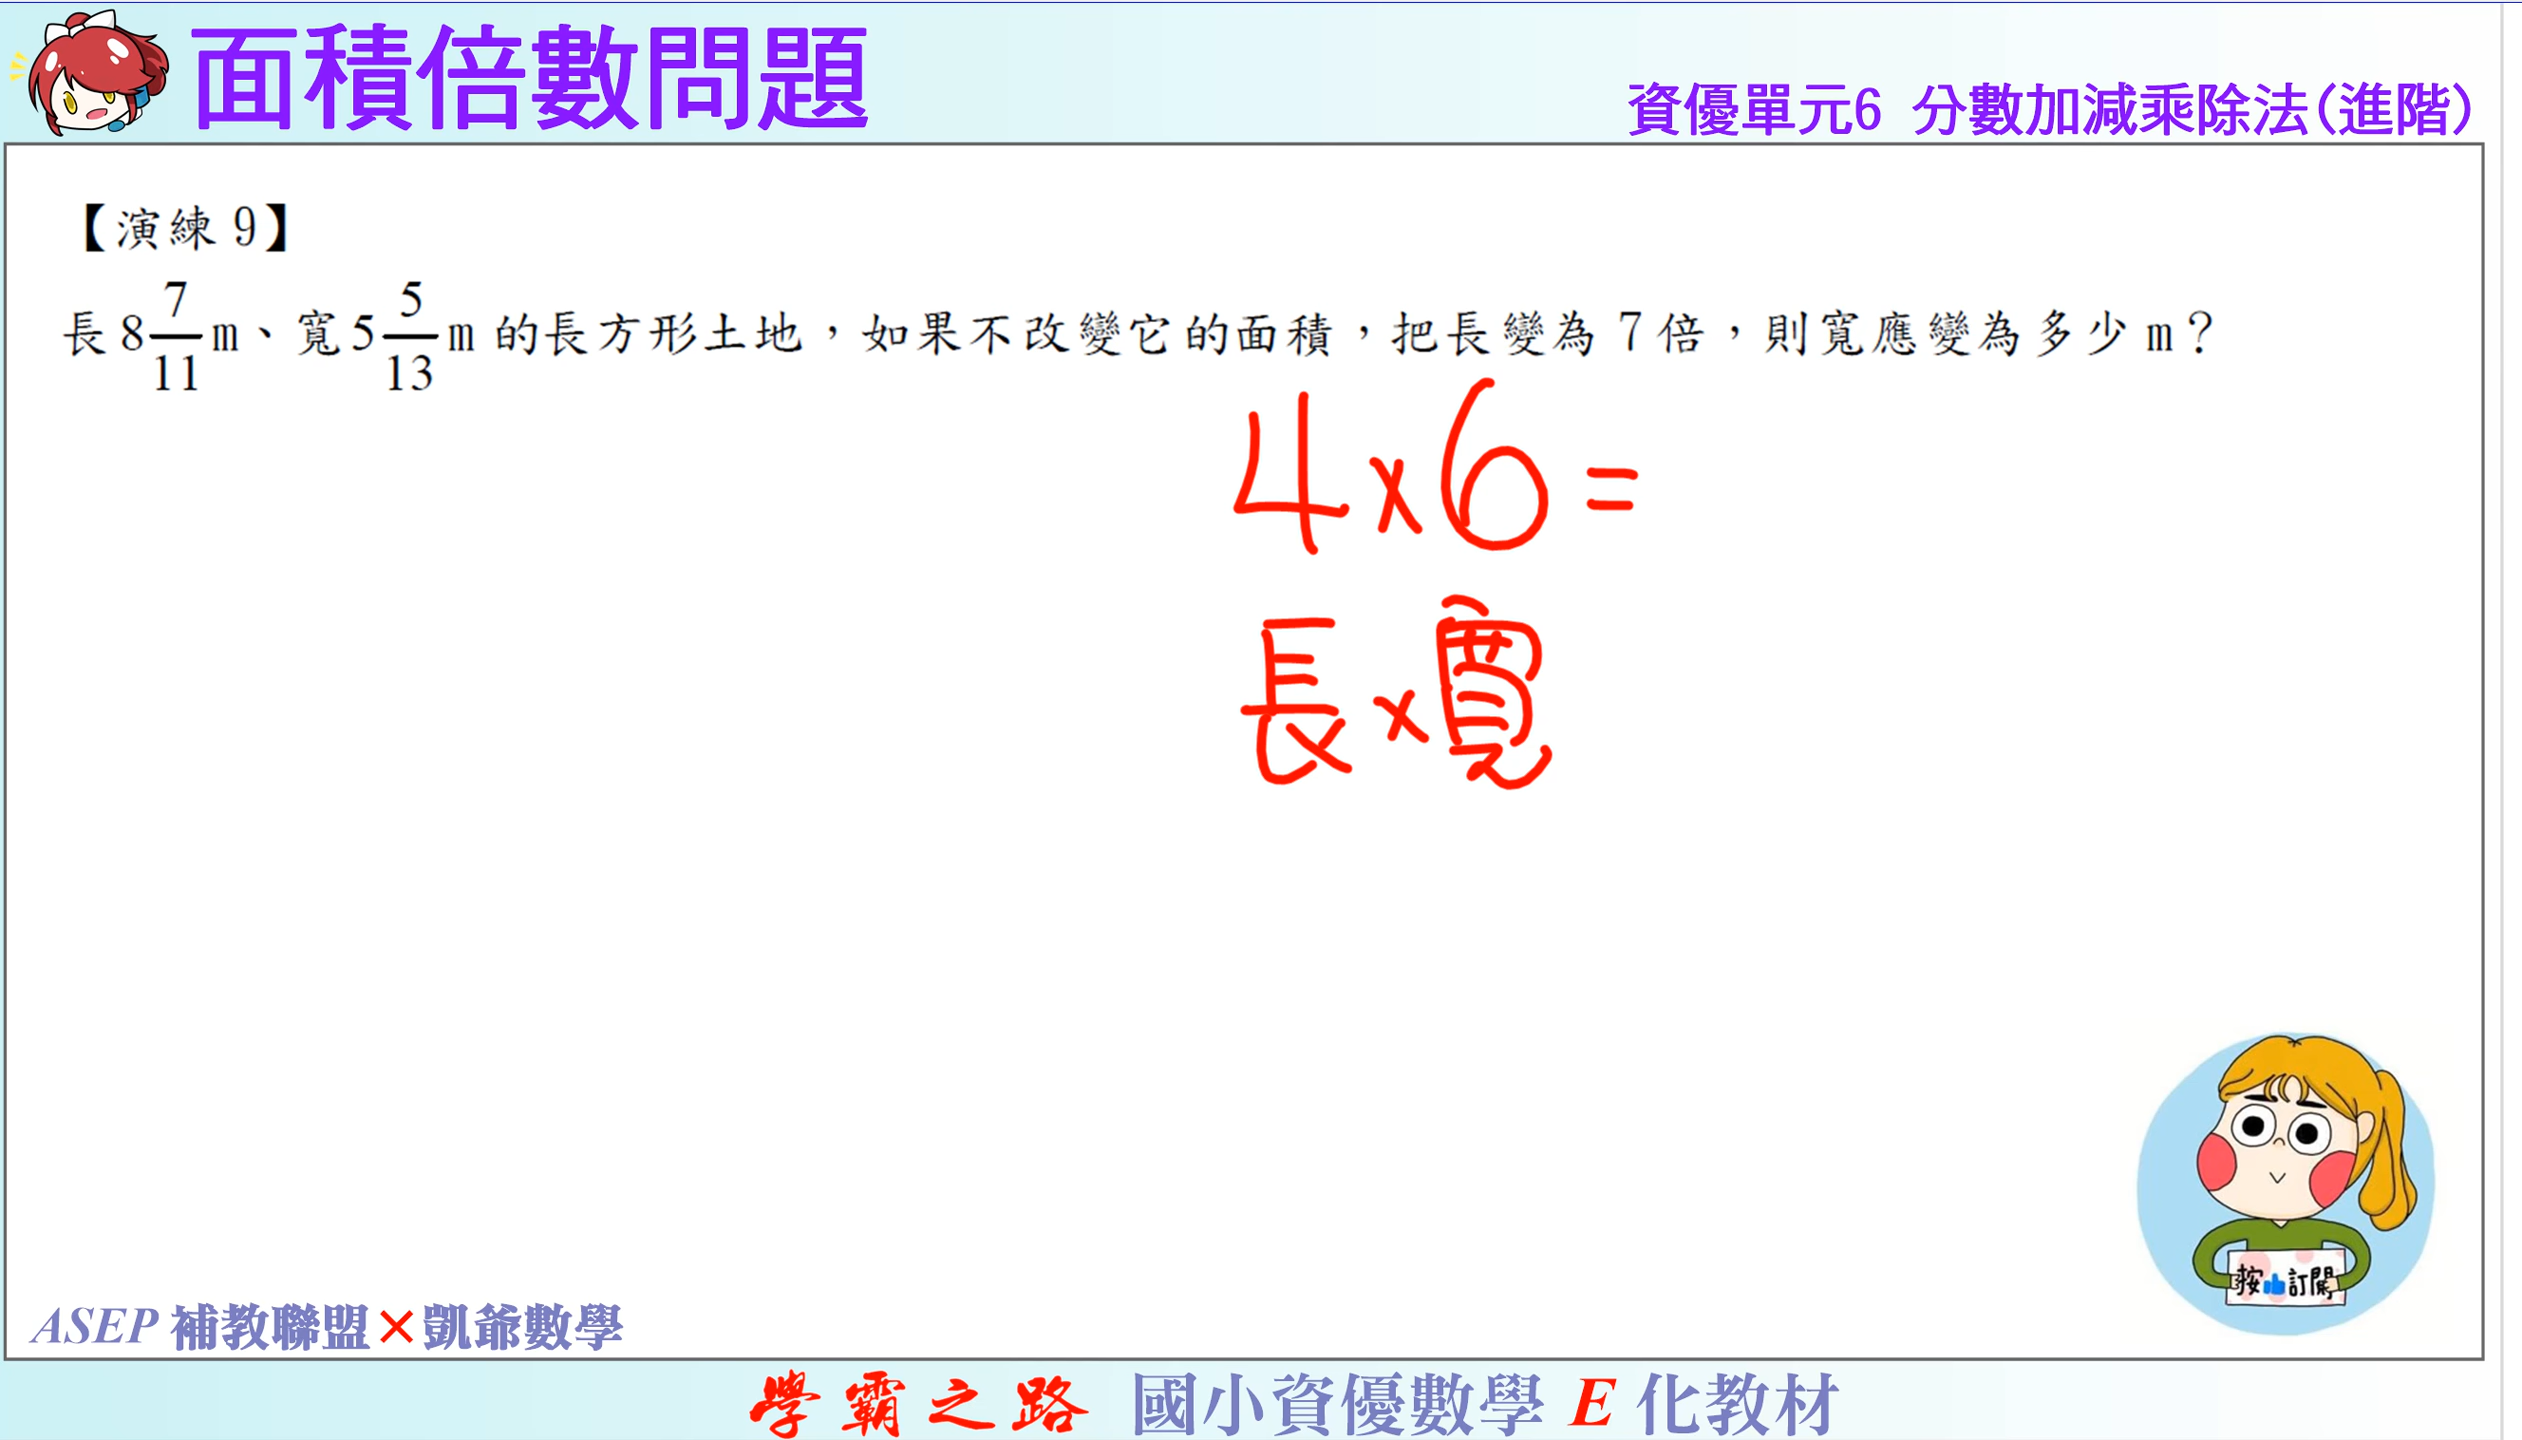 面積倍數問題
資優單元6 分數加減乘除法(進階)
【演練 9】
長 8 7/11 m、寬 5 5/13 m 的長方形土地，如果不改變它的面積，把長變為 7 倍，則寬應變為多少 m？
4×6=
長×寬
按訂閱
ASEP 補教聯盟×凱爺數學
學霸之路 國小資優數學 E 化教材